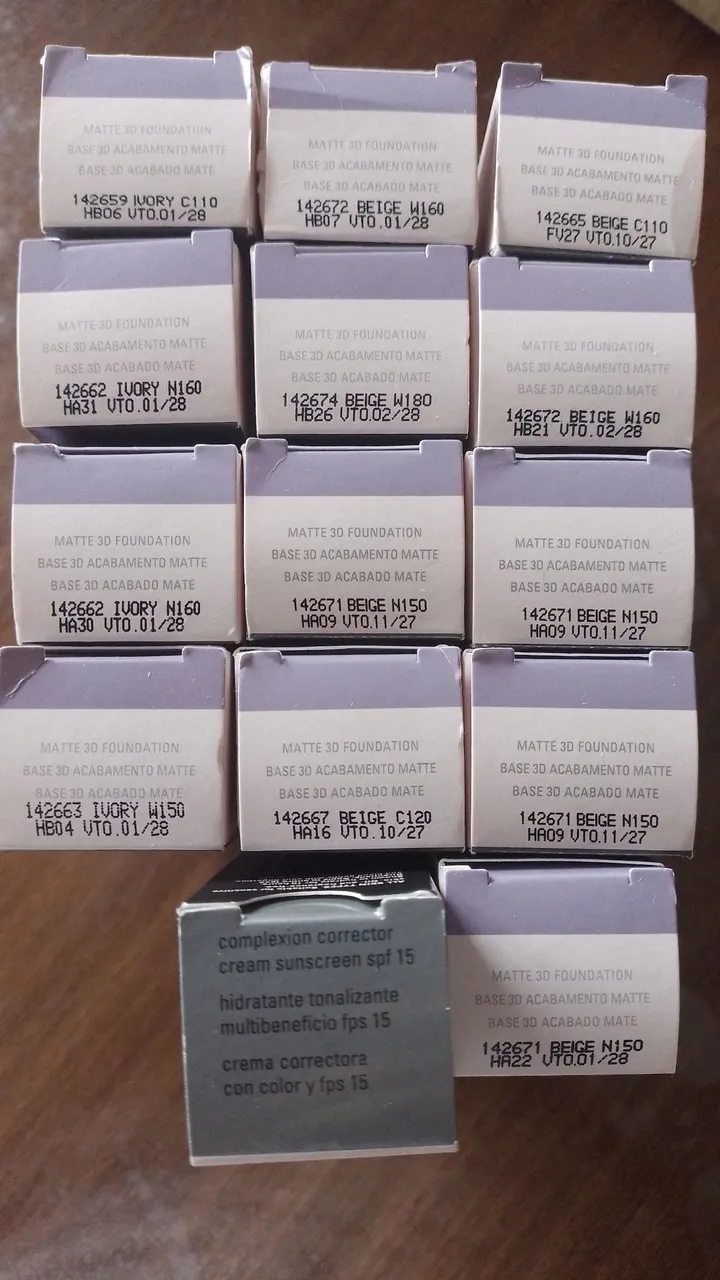 MATTE 3D FOUNDATION
BASE 3D ACABAMENTO MATTE
BASE 3D ACABADO MATE
142659 IVORY C110
HB06 VTO.01/28
MATTE 3D FOUNDATION
BASE 3D ACABAMENTO MATTE
BASE 3D ACABADO MATE
142672 BEIGE W160
HB07 VTO.01/28
MATTE 3D FOUNDATION
BASE 3D ACABAMENTO MATTE
BASE 3D ACABADO MATE
142665 BEIGE C110
FV27 VTO.10/27
MATTE 3D FOUNDATION
BASE 3D ACABAMENTO MATTE
BASE 3D ACABADO MATE
142662 IVORY N160
HA31 VTO.01/28
MATTE 3D FOUNDATION
BASE 3D ACABAMENTO MATTE
BASE 3D ACABADO MATE
142674 BEIGE W180
HB26 VTO.02/28
MATTE 3D FOUNDATION
BASE 3D ACABAMENTO MATTE
BASE 3D ACABADO MATE
142672 BEIGE W160
HB21 VTO.02/28
MATTE 3D FOUNDATION
BASE 3D ACABAMENTO MATTE
BASE 3D ACABADO MATE
142662 IVORY N160
HA30 VTO.01/28
MATTE 3D FOUNDATION
BASE 3D ACABAMENTO MATTE
BASE 3D ACABADO MATE
142671 BEIGE N150
HA09 VTO.11/27
MATTE 3D FOUNDATION
BASE 3D ACABAMENTO MATTE
BASE 3D ACABADO MATE
142671 BEIGE N150
HA09 VTO.11/27
MATTE 3D FOUNDATION
BASE 3D ACABAMENTO MATTE
BASE 3D ACABADO MATE
142663 IVORY W150
HB04 VTO.01/28
MATTE 3D FOUNDATION
BASE 3D ACABAMENTO MATTE
BASE 3D ACABADO MATE
142667 BEIGE C120
HA16 VTO.10/27
MATTE 3D FOUNDATION
BASE 3D ACABAMENTO MATTE
BASE 3D ACABADO MATE
142671 BEIGE N150
HA09 VTO.11/27
complexion corrector
cream sunscreen spf 15
hidratante tonalizante
multibeneficio fps 15
crema correctora
con color y fps 15
MATTE 3D FOUNDATION
BASE 3D ACABAMENTO MATTE
BASE 3D ACABADO MATE
142671 BEIGE N150
HA22 VTO.01/28